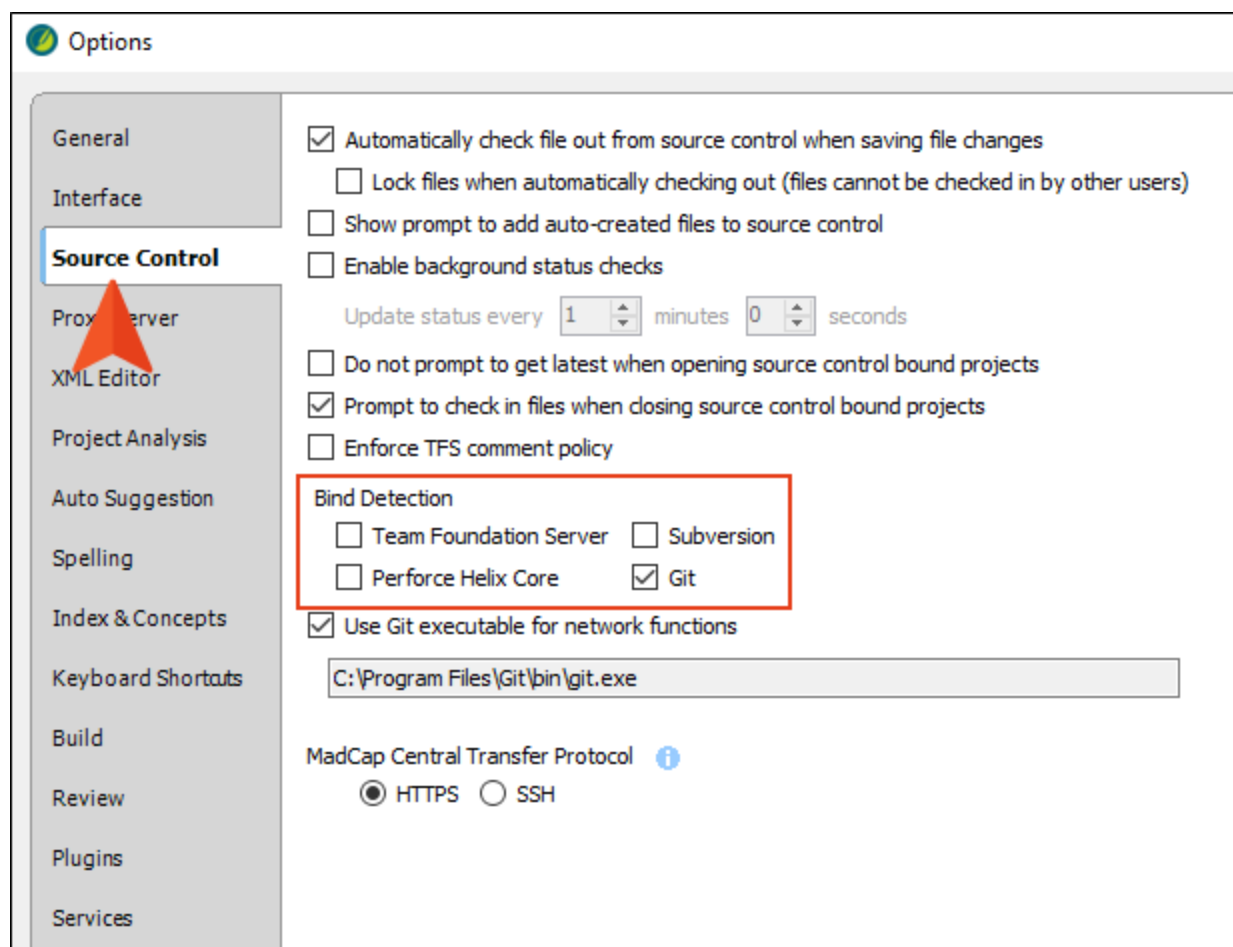 Options
General
Interface
Source Control
XML Editor
Project Analysis
Auto Suggestion
Spelling
Index & Concepts
Keyboard Shortcuts
Build
Review
Plugins
Services
Automatically check file out from source control when saving file changes
Lock files when automatically checking out (files cannot be checked in by other users)
Show prompt to add auto-created files to source control
Enable background status checks
Update status every 1 minutes 0 seconds
Do not prompt to get latest when opening source control bound projects
Prompt to check in files when closing source control bound projects
Enforce TFS comment policy
Bind Detection
Team Foundation Server Subversion
Perforce Helix Core Git
Use Git executable for network functions
C:\Program Files\Git\bin\git.exe
MadCap Central Transfer Protocol
HTTPS SSH